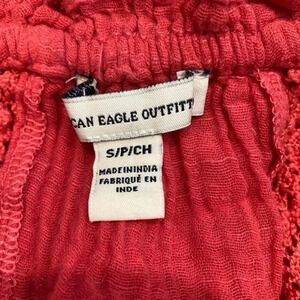 CAN EAGLE OUTFITT
S/P/CH
MADE IN INDIA
FABRIQUÉ EN
INDE